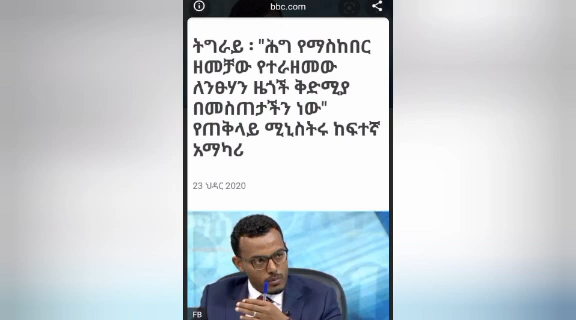 bbc.com
ትግራይ ፡ "ሕግ የማስከበር
ዘመቻው የተራዘመው
ለንፁሃን ዜጎች ቅድሚያ
በመስጠታችን ነው"
የጠቅላይ ሚኒስትሩ ከፍተኛ
አማካሪ
23 ህዳር 2020
FB